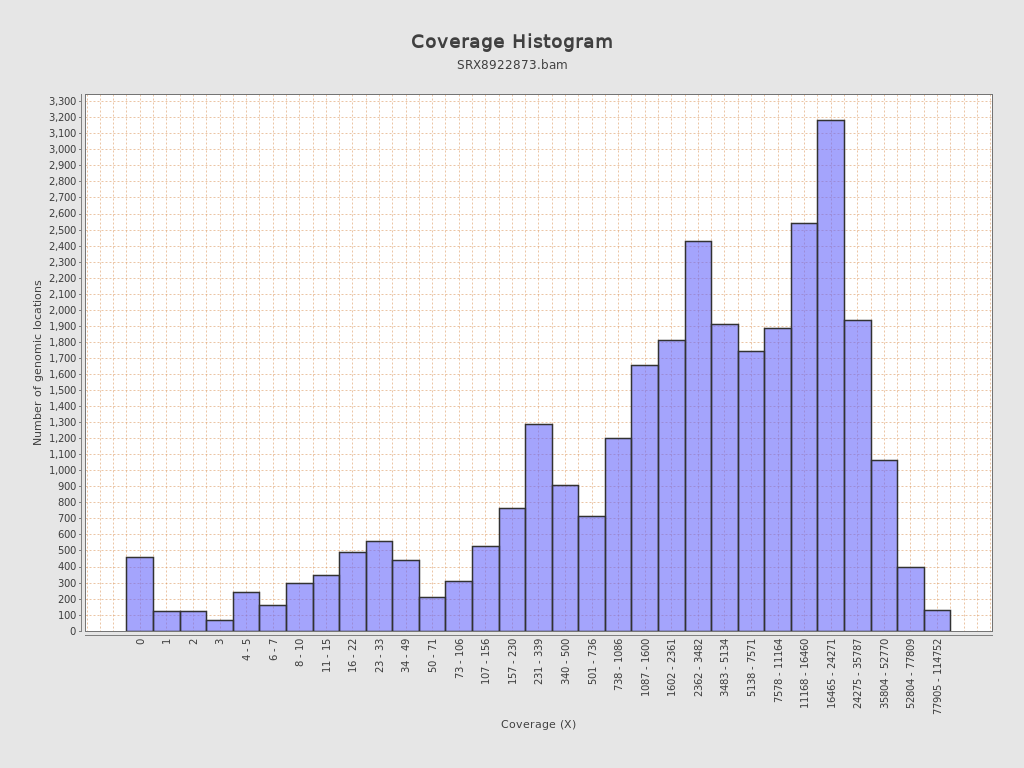 Coverage Histogram
SRX8922873.bam
Number of genomic locations
3,300
3,200
3,100
3,000
2,900
2,800
2,700
2,600
2,500
2,400
2,300
2,200
2,100
2,000
1,900
1,800
1,700
1,600
1,500
1,400
1,300
1,200
1,100
1,000
900
800
700
600
500
400
300
200
100
0
0
1
2
3
4 - 5
6 - 7
8 - 10
11 - 15
16 - 22
23 - 33
34 - 49
50 - 71
73 - 106
107 - 156
157 - 230
231 - 339
340 - 500
501 - 736
738 - 1086
1087 - 1600
1602 - 2361
2362 - 3482
3483 - 5134
5138 - 7571
7578 - 11164
11168 - 16460
16465 - 24271
24275 - 35787
35804 - 52770
52804 - 77809
77905 - 114752
Coverage (X)